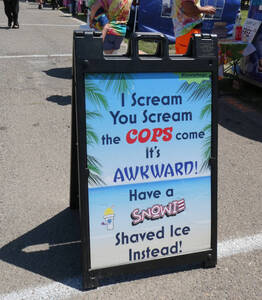 I Scream
You Scream
the COPS come
It's
AWKWARD!
Have a
SNOWIE
Shaved Ice
Instead!